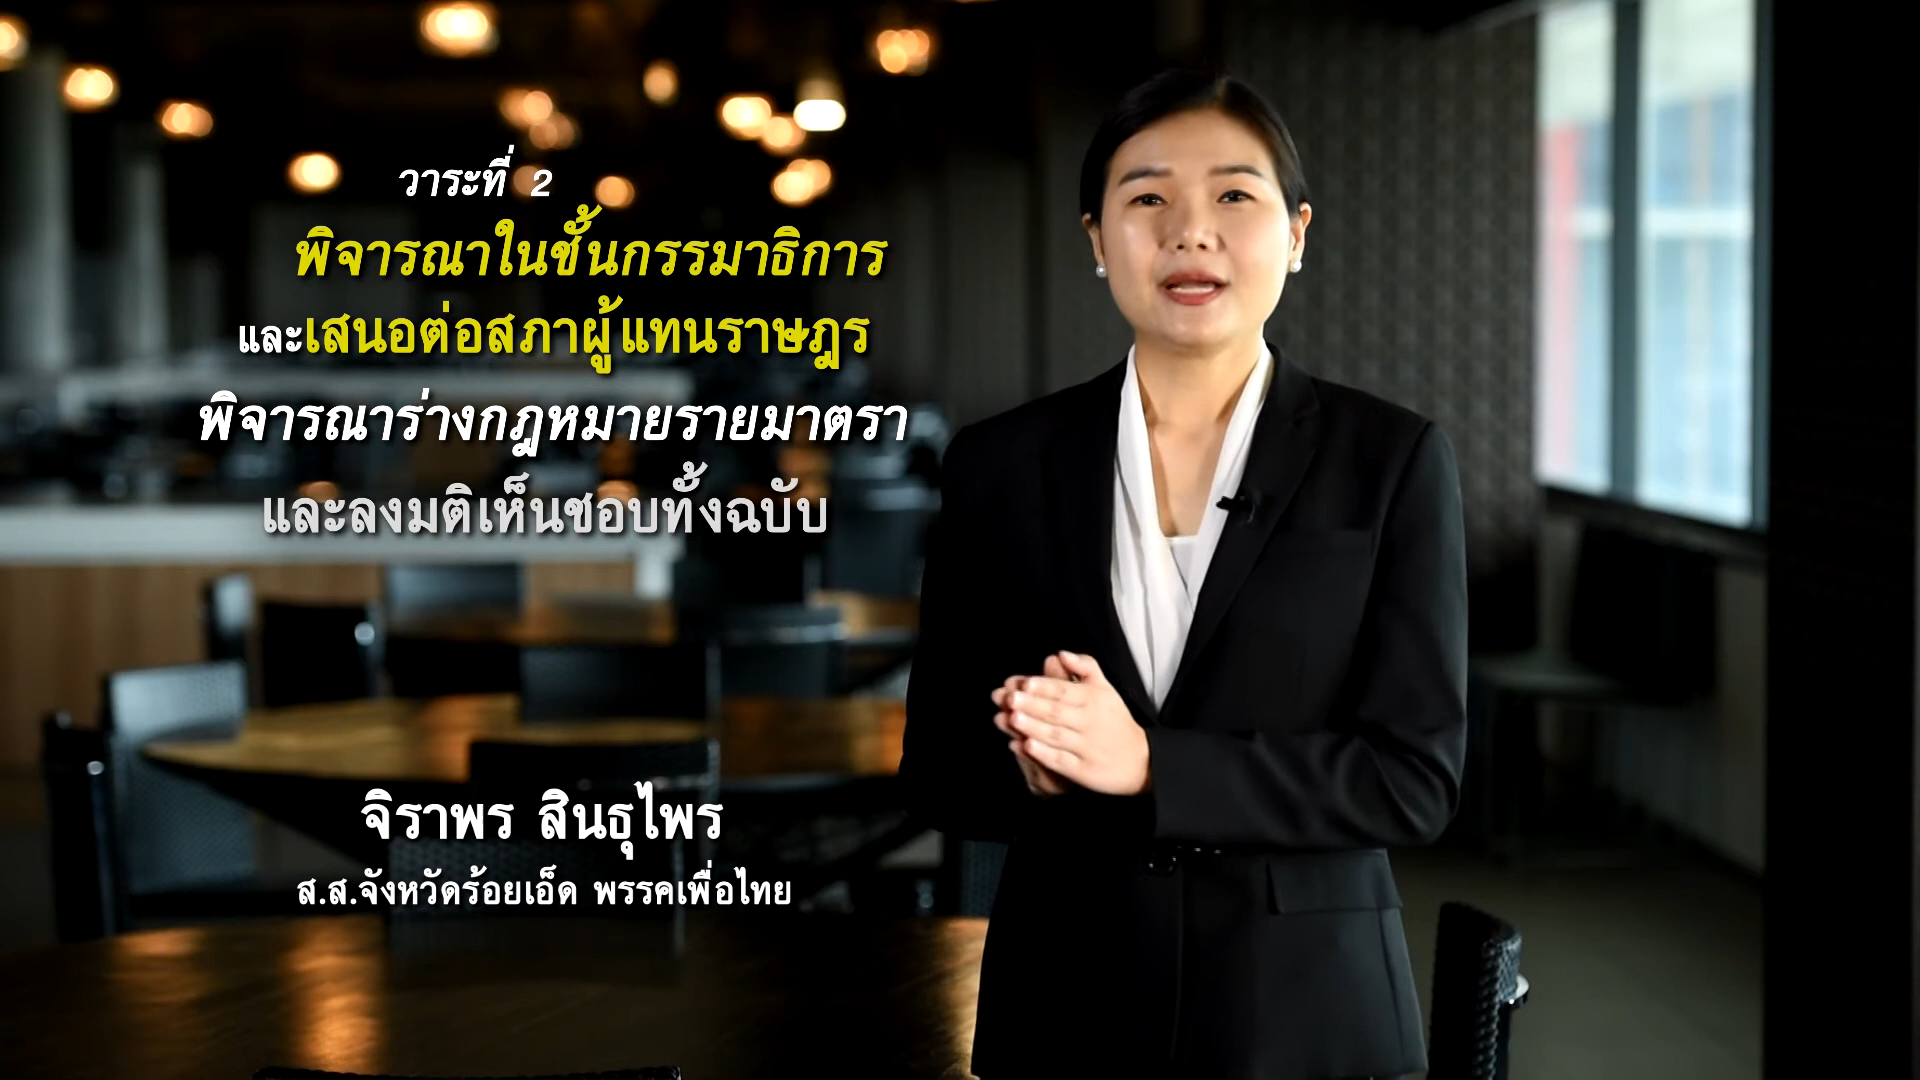 วาระที่ 2
พิจารณาในชั้นกรรมาธิการ
และเสนอต่อสภาผู้แทนราษฎร
พิจารณาร่างกฎหมายรายมาตรา
และลงมติเห็นชอบทั้งฉบับ
จิราพร สินธุไพร
ส.ส.จังหวัดร้อยเอ็ด พรรคเพื่อไทย